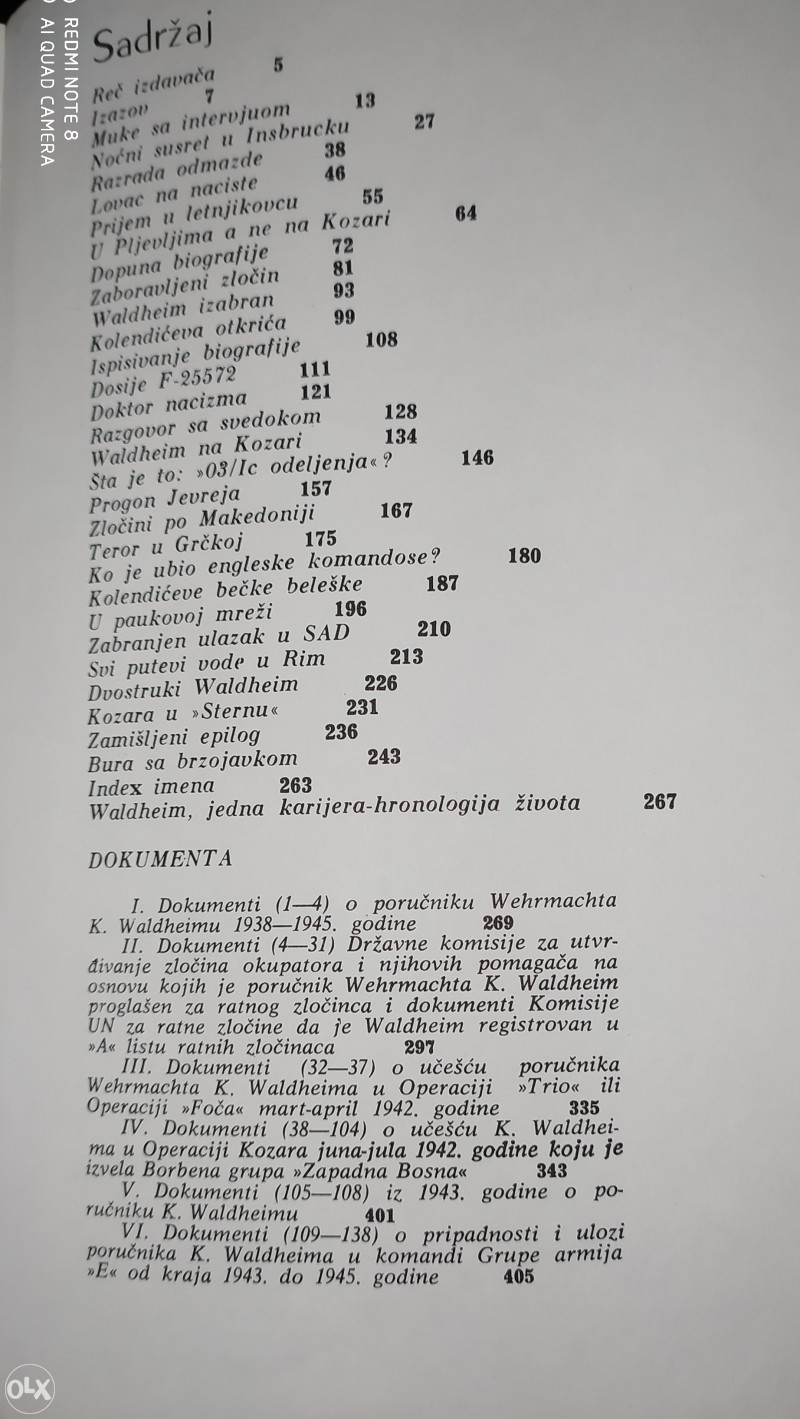 REDMI NOTE 8
AI QUAD CAMERA
Sadržaj
Reč izdavača 5
Izazov 7
Muke sa intervjuom 13
Noćni susret u Insbrucku 27
Razrada odmazde 38
Lovac na naciste 46
Prijem u letnjikovcu 55
U Pljevljima a ne na Kozari 64
Dopuna biografije 72
Zaboravljeni zločin 81
Waldheim izabran 93
Kolendićeva otkrića 99
Ispisivanje biografije 108
Dosije F-25572 111
Doktor nacizma 121
Razgovor sa svedokom 128
Waldheim na Kozari 134
Šta je to: »03/Ic odeljenja«? 146
Progon Jevreja 157
Zločini po Makedoniji 167
Teror u Grčkoj 175
Ko je ubio engleske komandose? 180
Kolendićeve bečke beleške 187
U paukovoj mreži 196
Zabranjen ulazak u SAD 210
Svi putevi vode u Rim 213
Dvostruki Waldheim 226
Kozara u »Sternu« 231
Zamišljeni epilog 236
Bura sa brzojavkom 243
Index imena 263
Waldheim, jedna karijera-hronologija života 267
DOKUMENTA
I. Dokumenti (1—4) o poručniku Wehrmachta
K. Waldheimu 1938—1945. godine 269
II. Dokumenti (4—31) Državne komisije za utvr-
đivanje zločina okupatora i njihovih pomagača na
osnovu kojih je poručnik Wehrmachta K. Waldheim
proglašen za ratnog zločinca i dokumenti Komisije
UN za ratne zločine da je Waldheim registrovan u
»A« listu ratnih zločinaca 297
III. Dokumenti (32—37) o učešću poručnika
Wehrmachta K. Waldheima u Operaciji »Trio« ili
Operaciji »Foča« mart-april 1942. godine 335
IV. Dokumenti (38—104) o učešću K. Waldhei-
ma u Operaciji Kozara juna-jula 1942. godine koju je
izvela Borbena grupa »Zapadna Bosna« 343
V. Dokumenti (105—108) iz 1943. godine o po-
ručniku K. Waldheimu 401
VI. Dokumenti (109—138) o pripadnosti i ulozi
poručnika K. Waldheima u komandi Grupe armija
»E« od kraja 1943. do 1945. godine 405
OLX